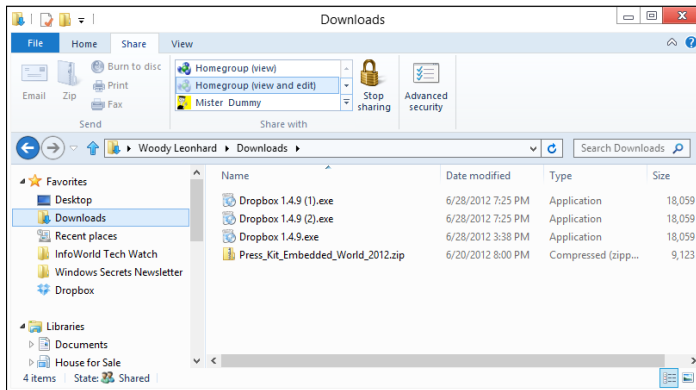 Downloads
File Home Share View
Email
Zip
Burn to disc
Print
Fax
Send
Homegroup (view)
Homegroup (view and edit)
Mister Dummy
Stop sharing
Advanced security
Share with
Woody Leonhard Downloads
Search Downloads
Favorites
Desktop
Downloads
Recent places
InfoWorld Tech Watch
Windows Secrets Newsletter
Dropbox
Libraries
Documents
House for Sale
Name Date modified Type Size
Dropbox 1.4.9 (1).exe 6/28/2012 7:25 PM Application 18,059
Dropbox 1.4.9 (2).exe 6/28/2012 7:25 PM Application 18,059
Dropbox 1.4.9.exe 6/28/2012 3:38 PM Application 18,059
Press_Kit_Embedded_World_2012.zip 6/20/2012 8:00 PM Compressed (zipp... 9,123
4 items State: Shared